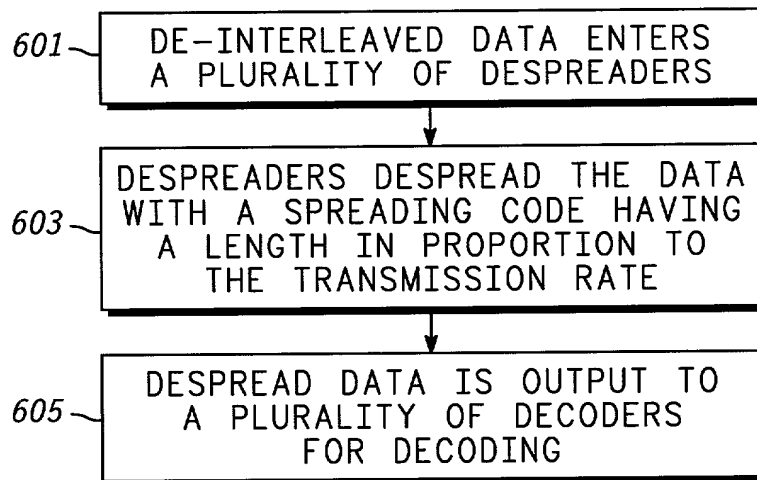 601
DE-INTERLEAVED DATA ENTERS
A PLURALITY OF DESPREADERS
603
DESPREADERS DESPREAD THE DATA
WITH A SPREADING CODE HAVING
A LENGTH IN PROPORTION TO
THE TRANSMISSION RATE
605
DESPREAD DATA IS OUTPUT TO
A PLURALITY OF DECODERS
FOR DECODING